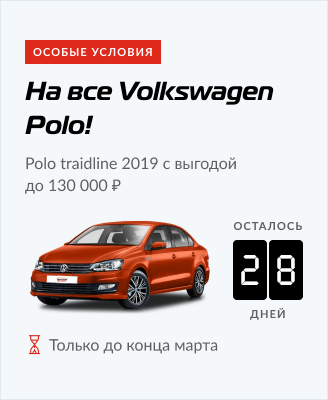 ОСОБЫЕ УСЛОВИЯ
На все Volkswagen
Polo!
Polo traidline 2019 с выгодой
до 130 000 ₽
ОСТАЛОСЬ
28
ДНЕЙ
Только до конца марта